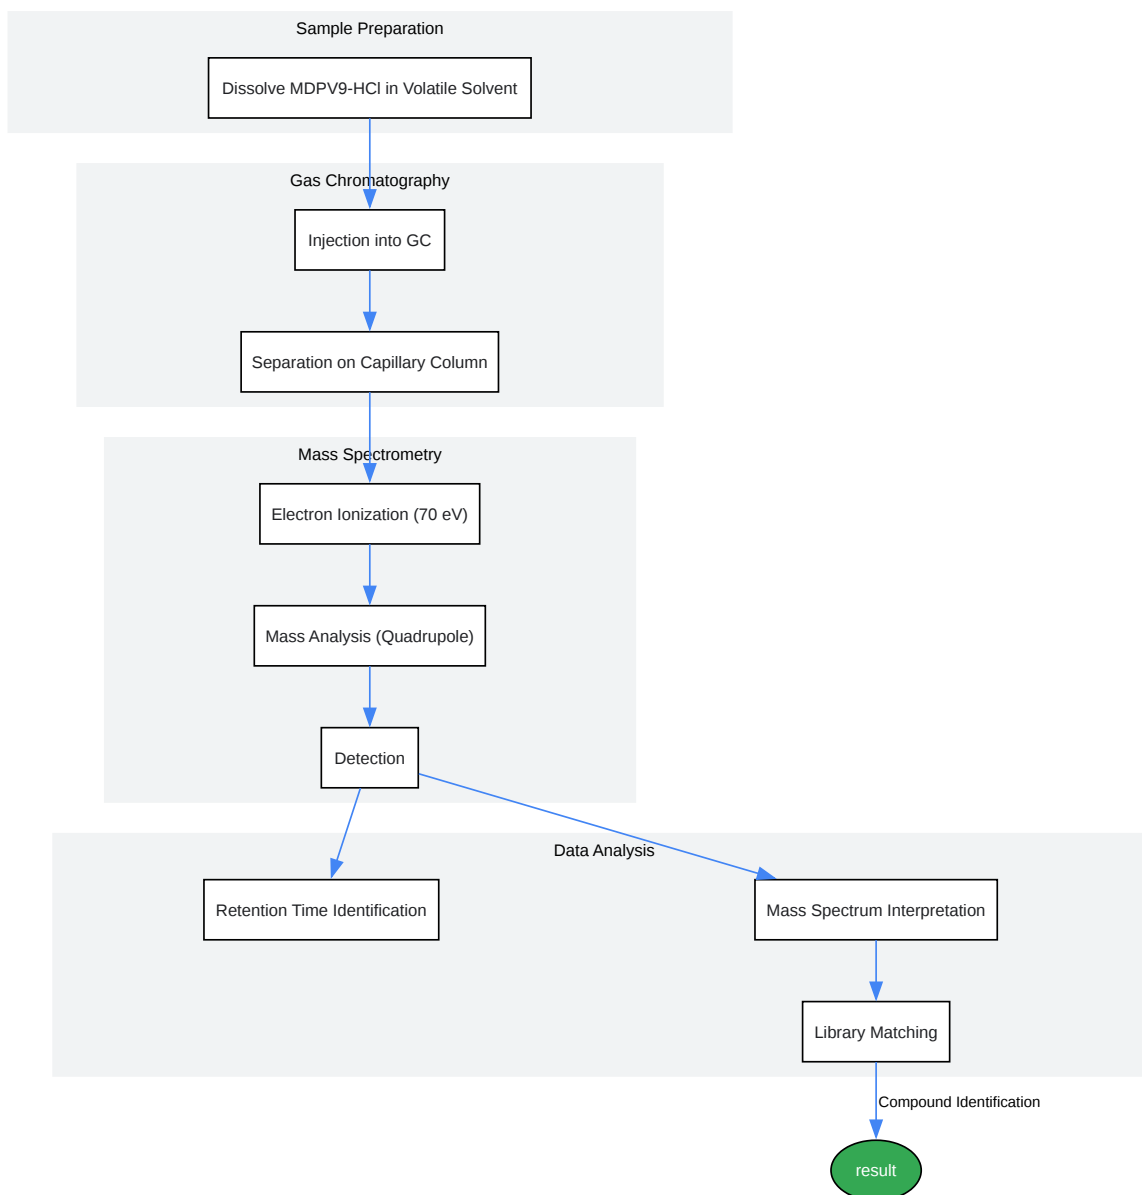 Sample Preparation
Dissolve MDPV9-HCl in Volatile Solvent
Gas Chromatography
Injection into GC
Separation on Capillary Column
Mass Spectrometry
Electron Ionization (70 eV)
Mass Analysis (Quadrupole)
Detection
Data Analysis
Retention Time Identification
Mass Spectrum Interpretation
Library Matching
Compound Identification
result